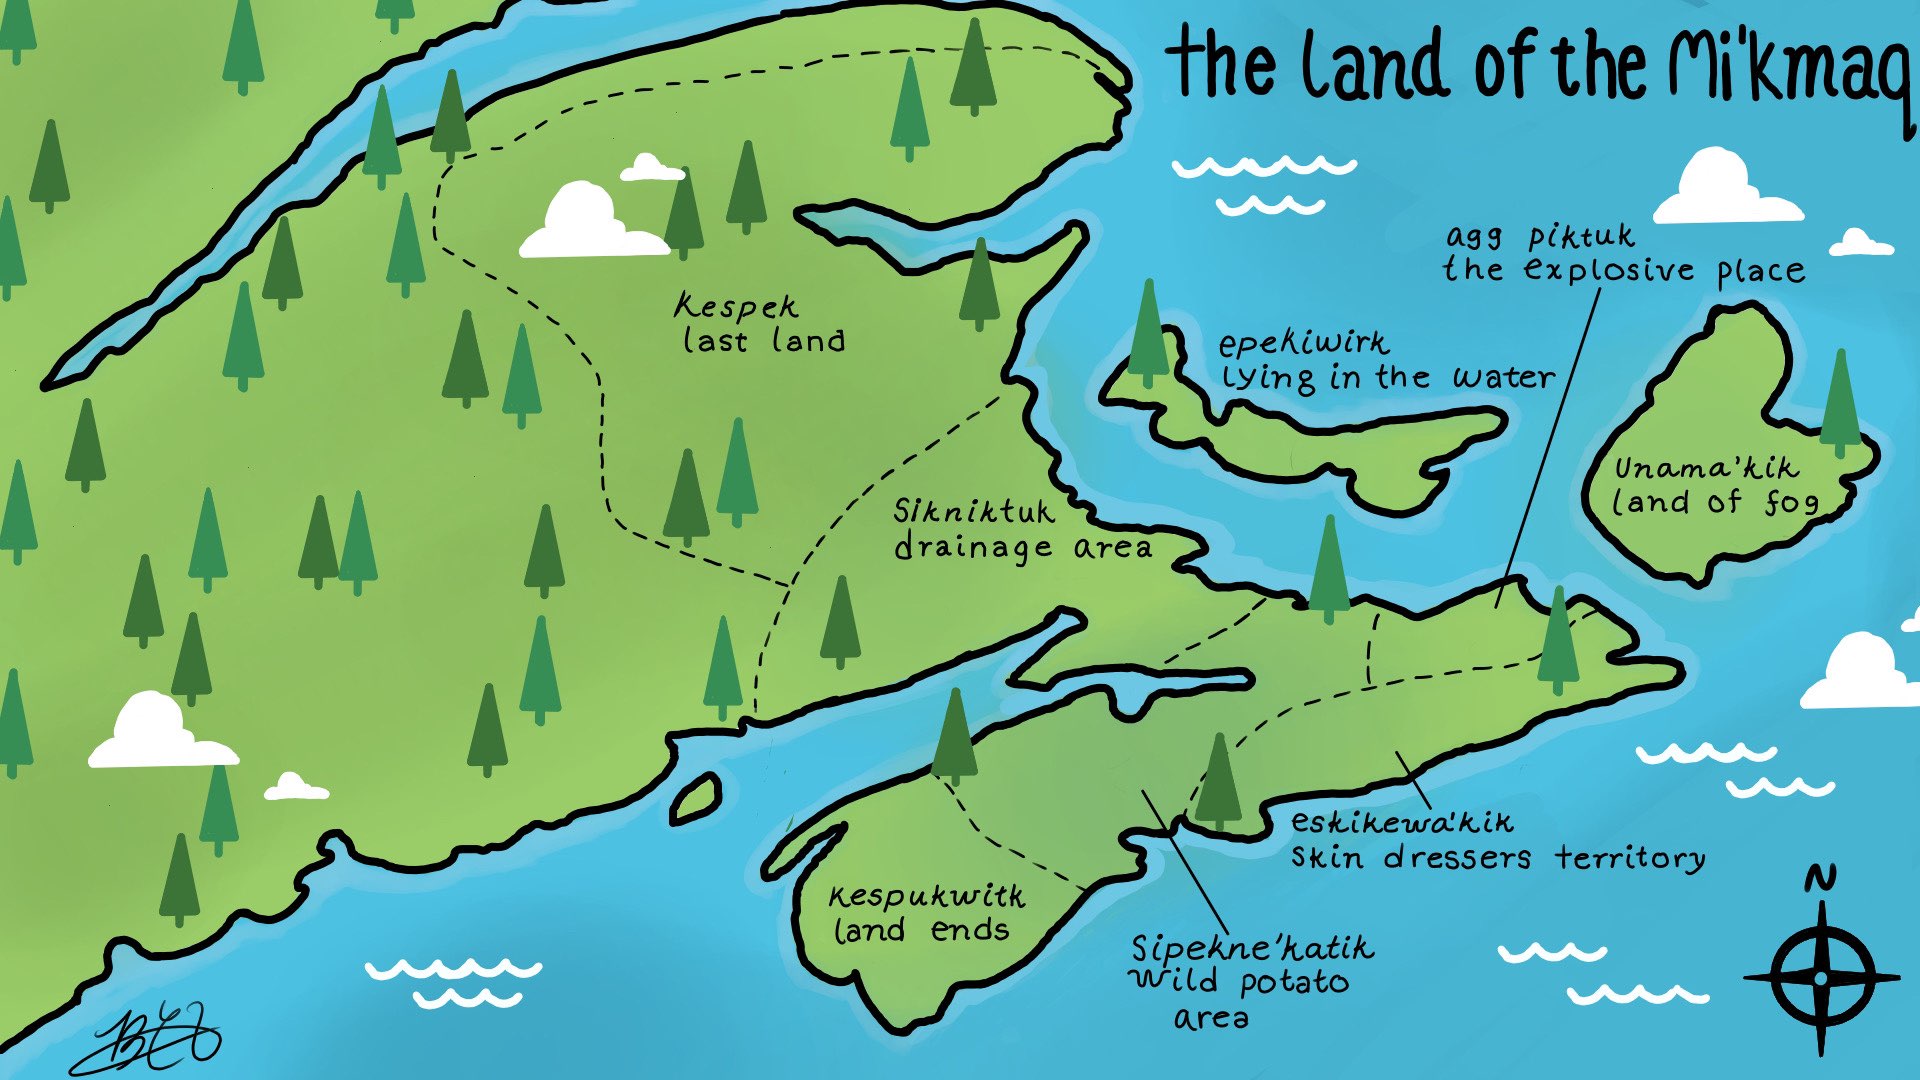 the land of the Mi'kmaq
agg piktuk
the explosive place
Kespek
last land
epekiwirk
lying in the water
Unama'kik
land of fog
Sikniktuk
drainage area
eskikewa'kik
skin dressers territory
Kespukwitk
land ends
Sipekne'katik
wild potato
area
N